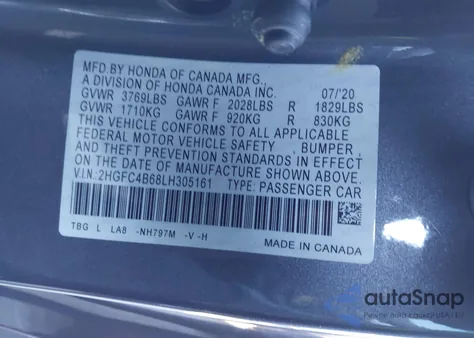 MFD.BY HONDA OF CANADA MFG.,
A DIVISION OF HONDA CANADA INC. 07/'20
GVWR 3769LBS GAWR F 2028LBS R 1829LBS
GVWR 1710KG GAWR F 920KG R 830KG
THIS VEHICLE CONFORMS TO ALL APPLICABLE
FEDERAL MOTOR VEHICLE SAFETY , BUMPER ,
AND THEFT PREVENTION STANDARDS IN EFFECT
ON THE DATE OF MANUFACTURE SHOWN ABOVE.
V.I.N.:2HGFC4B68LH305161 TYPE: PASSENGER CAR
TBG L LA8 -NH797M -V -H
MADE IN CANADA
autoSnap